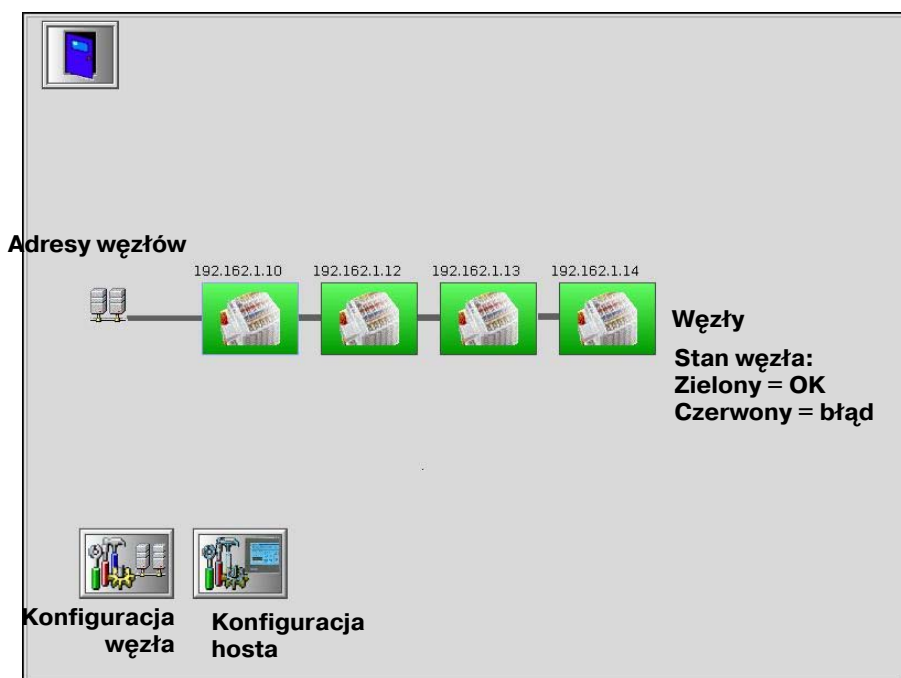 Adresy węzłów
192.162.1.10 192.162.1.12 192.162.1.13 192.162.1.14
Węzły
Stan węzła:
Zielony = OK
Czerwony = błąd
Konfiguracja
węzła
Konfiguracja
hosta